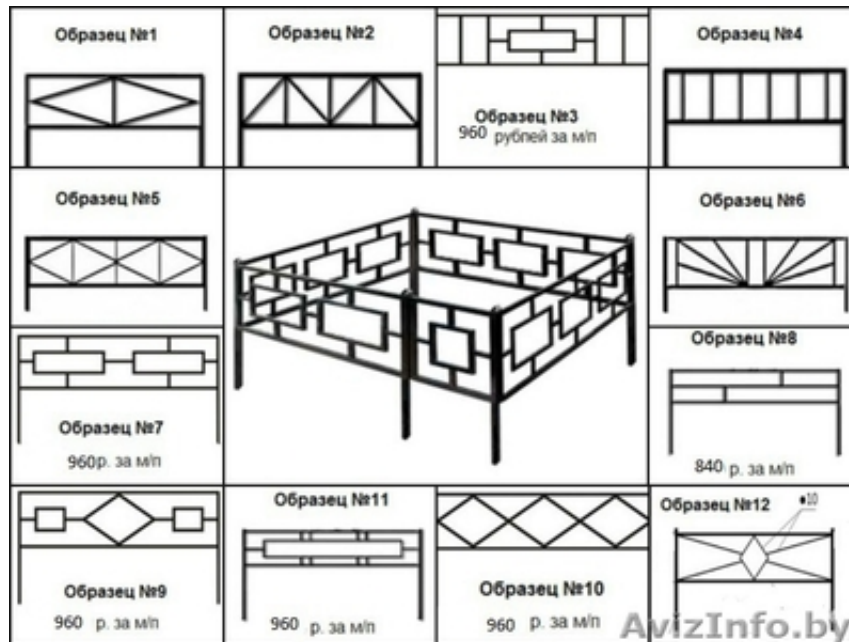 Образец №1
Образец №2
Образец №3
960 рублей за м/п
Образец №4
Образец №5
Образец №6
Образец №7
960р. за м/п
Образец №8
840 р. за м/п
Образец №9
960 р. за м/п
Образец №11
960 р. за м/п
Образец №10
960 р. за м/п
Образец №12
10
AvizInfo.by